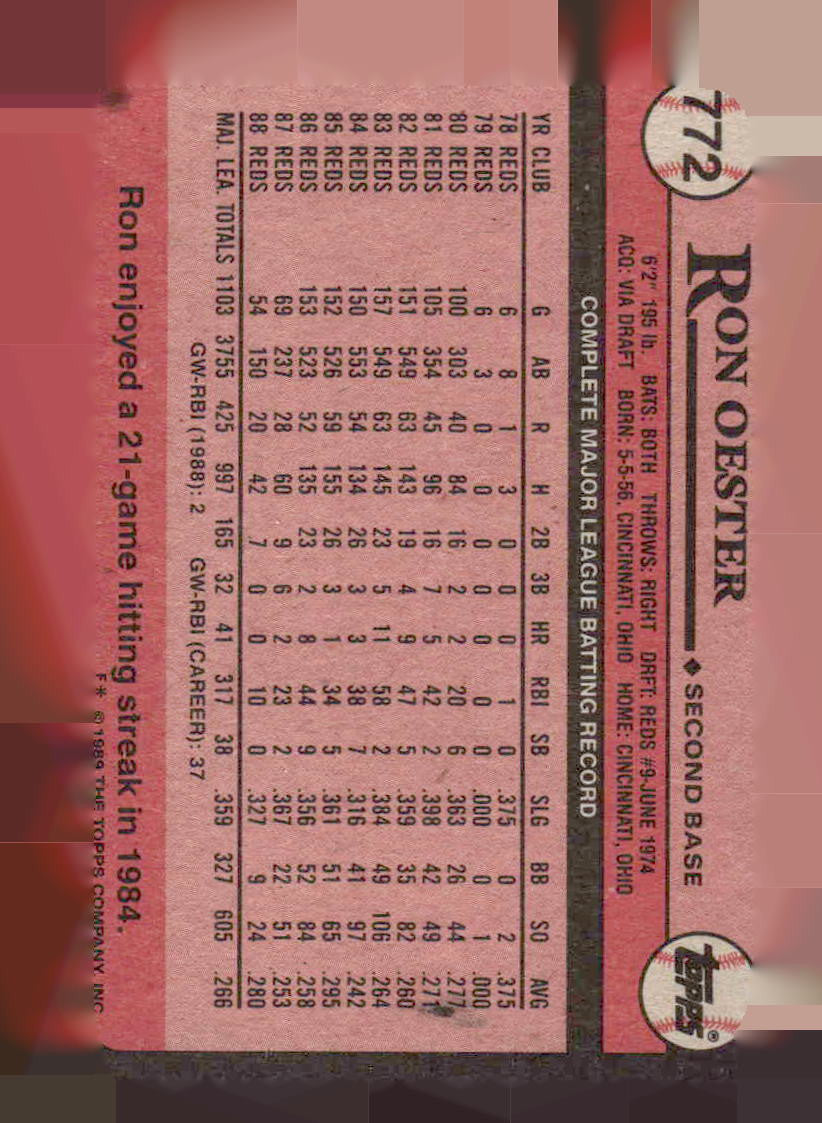 772
RON OESTER ◆ SECOND BASE
topps®
6'2" 195 lb. BATS: BOTH THROWS: RIGHT DRFT: REDS #9-JUNE 1974
ACQ: VIA DRAFT BORN: 5-5-56, CINCINNATI, OHIO HOME: CINCINNATI, OHIO
COMPLETE MAJOR LEAGUE BATTING RECORD
YR CLUB G AB R H 2B 3B HR RBI SB SLG BB SO AVG
78 REDS 6 8 1 3 0 0 0 1 0 .375 0 2 .375
79 REDS 6 3 0 0 0 0 0 0 0 .000 0 1 .000
80 REDS 100 303 40 84 16 2 2 20 6 .363 26 44 .277
81 REDS 105 354 45 96 16 7 5 42 2 .398 42 49 .271
82 REDS 151 549 63 143 19 4 9 47 5 .359 35 82 .260
83 REDS 157 549 63 145 23 5 11 58 2 .384 49 106 .264
84 REDS 150 553 54 134 26 3 3 38 7 .316 41 97 .242
85 REDS 152 526 59 155 26 3 1 34 5 .361 51 65 .295
86 REDS 153 523 52 135 23 2 8 44 9 .356 52 84 .258
87 REDS 69 237 28 60 9 6 2 23 2 .367 22 51 .253
88 REDS 54 150 20 42 7 0 0 10 0 .327 9 24 .280
MAJ. LEA. TOTALS 1103 3755 425 997 165 32 41 317 38 .359 327 605 .266
GW-RBI (1988): 2 GW-RBI (CAREER): 37
Ron enjoyed a 21-game hitting streak in 1984.
F* © 1989 THE TOPPS COMPANY, INC.